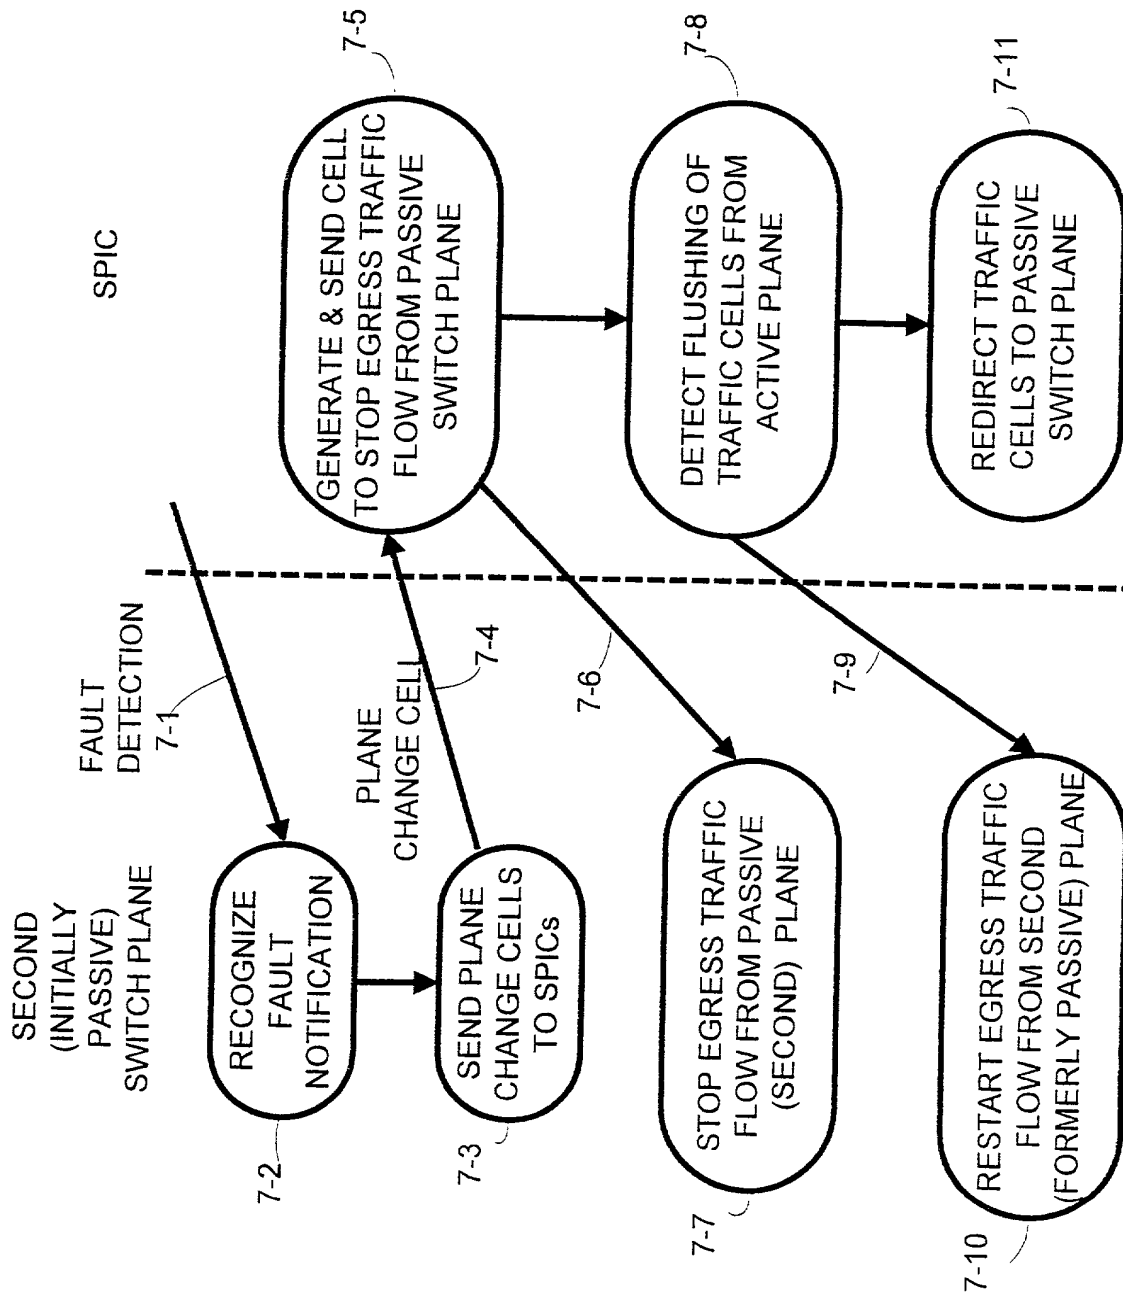 SECOND
(INITIALLY
PASSIVE)
SWITCH PLANE
FAULT
DETECTION
7-1
SPIC
RECOGNIZE
FAULT
NOTIFICATION
7-2
PLANE
CHANGE CELL
7-4
SEND PLANE
CHANGE CELLS
TO SPICs
7-3
GENERATE & SEND CELL
TO STOP EGRESS TRAFFIC
FLOW FROM PASSIVE
SWITCH PLANE
7-5
7-6
STOP EGRESS TRAFFIC
FLOW FROM PASSIVE
(SECOND) PLANE
7-7
DETECT FLUSHING OF
TRAFFIC CELLS FROM
ACTIVE PLANE
7-8
7-9
RESTART EGRESS TRAFFIC
FLOW FROM SECOND
(FORMERLY PASSIVE) PLANE
7-10
REDIRECT TRAFFIC
CELLS TO PASSIVE
SWITCH PLANE
7-11